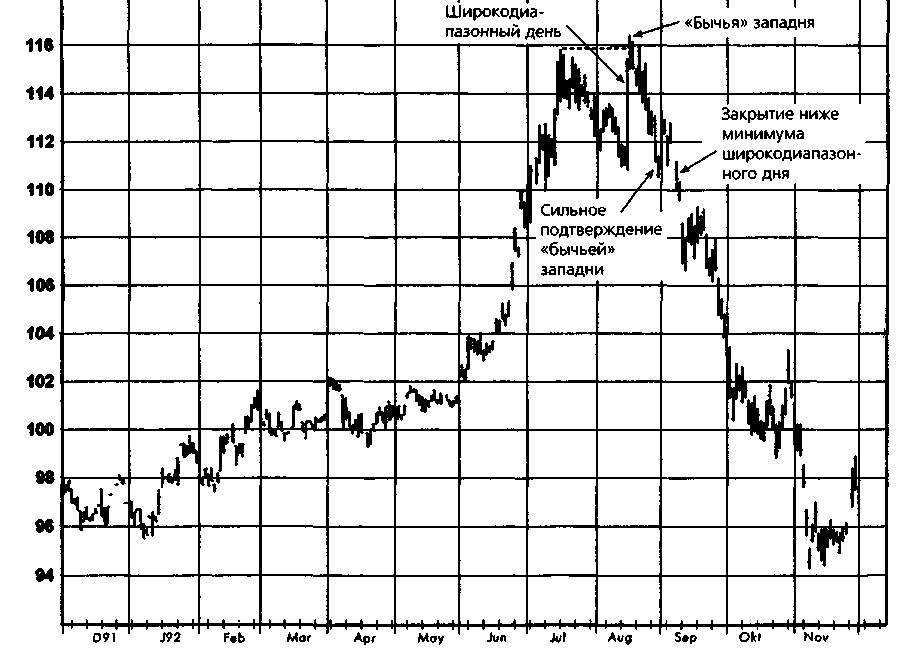 Широкодиа-
пазонный день
«Бычья» западня
116
114
Закрытие ниже
минимума
широкодиапазон-
ного дня
112
110
Сильное
подтверждение
«бычьей»
западни
108
106
104
102
100
98
96
94
D91 J92 Feb Mar Apr May Jun Jul Aug Sep Okt Nov